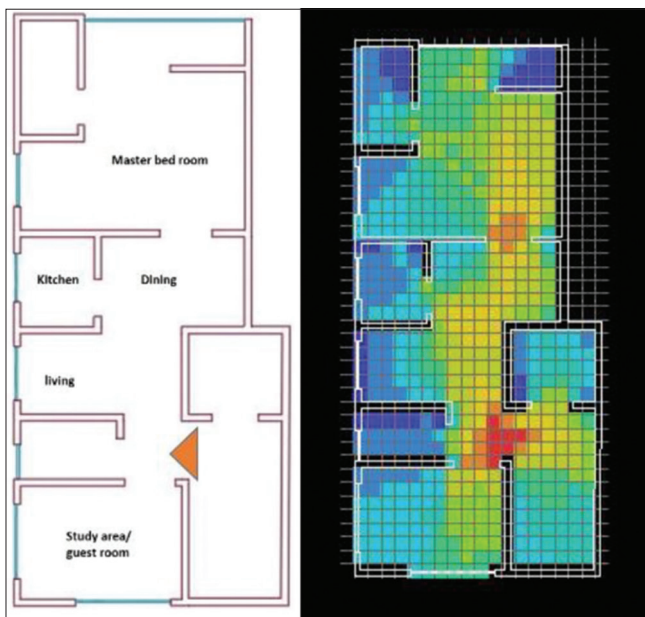 Master bed room
Kitchen
Dining
living
Study area/
guest room